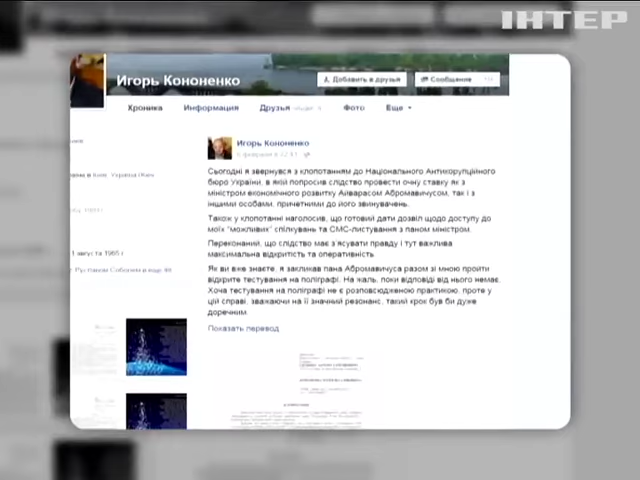 ІНТЕР
Игорь Кононенко
Добавить в друзья
Сообщение
Хроника Информация Друзья Фото Еще
Игорь Кононенко
Сьогодні я звернувся з клопотанням до Національного Антикорупційного
бюро України, в якій попросив слідство провести очну ставку як з
міністром економічного розвитку Айварасом Абромавичусом, так і з
іншими особами, причетними до його звинувачень.
Також у клопотанні наголосив, що готовий дати дозвіл щодо доступу до
моїх "можливих" спілкувань та СМС-листування з паном міністром.
Переконаний, що слідство має з'ясувати правду і тут важлива
максимальна відкритість та оперативність.
Як ви вже знаєте, я закликав пана Абромавичуса разом зі мною пройти
відкрите тестування на поліграфі. На жаль, поки відповіді від нього немає.
Хоча тестування на поліграфі не є розповсюдженою практикою, проте у
цій справі, зважаючи на її значний резонанс, такий крок був би дуже
доречним.
Показать перевод
1 августа 1965 г.